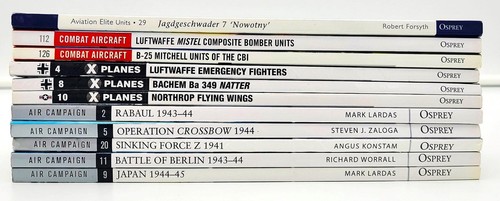 Aviation Elite Units • 29 Jagdgeschwader 7 'Nowotny' Robert Forsyth OSPREY
112 COMBAT AIRCRAFT LUFTWAFFE MISTEL COMPOSITE BOMBER UNITS OSPREY
126 COMBAT AIRCRAFT B-25 MITCHELL UNITS OF THE CBI OSPREY
4 X PLANES LUFTWAFFE EMERGENCY FIGHTERS OSPREY
8 X PLANES BACHEM Ba 349 NATTER OSPREY
10 X PLANES NORTHROP FLYING WINGS OSPREY
AIR CAMPAIGN 2 RABAUL 1943–44 MARK LARDAS OSPREY
AIR CAMPAIGN 5 OPERATION CROSSBOW 1944 STEVEN J. ZALOGA OSPREY
AIR CAMPAIGN 20 SINKING FORCE Z 1941 ANGUS KONSTAM OSPREY
AIR CAMPAIGN 11 BATTLE OF BERLIN 1943–44 RICHARD WORRALL OSPREY
AIR CAMPAIGN 9 JAPAN 1944–45 MARK LARDAS OSPREY